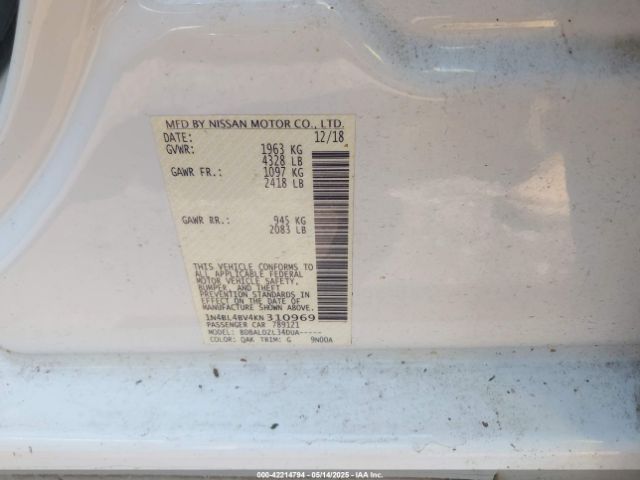 MFD BY NISSAN MOTOR CO., LTD.
DATE: 12/18
GVWR: 1963 KG
4328 LB
GAWR FR.: 1097 KG
2418 LB
GAWR RR.: 945 KG
2083 LB
THIS VEHICLE CONFORMS TO
ALL APPLICABLE FEDERAL
MOTOR VEHICLE SAFETY,
BUMPER, AND THEFT
PREVENTION STANDARDS IN
EFFECT ON THE DATE OF
MANUFACTURE SHOWN ABOVE.
1N4BL4BV4KN310969
PASSENGER CAR 789121
MODEL: BDBALDZL34DUA-----
COLOR: QAK TRIM: G 9N00A
000-42214794 - 05/14/2025 - IAA Inc.